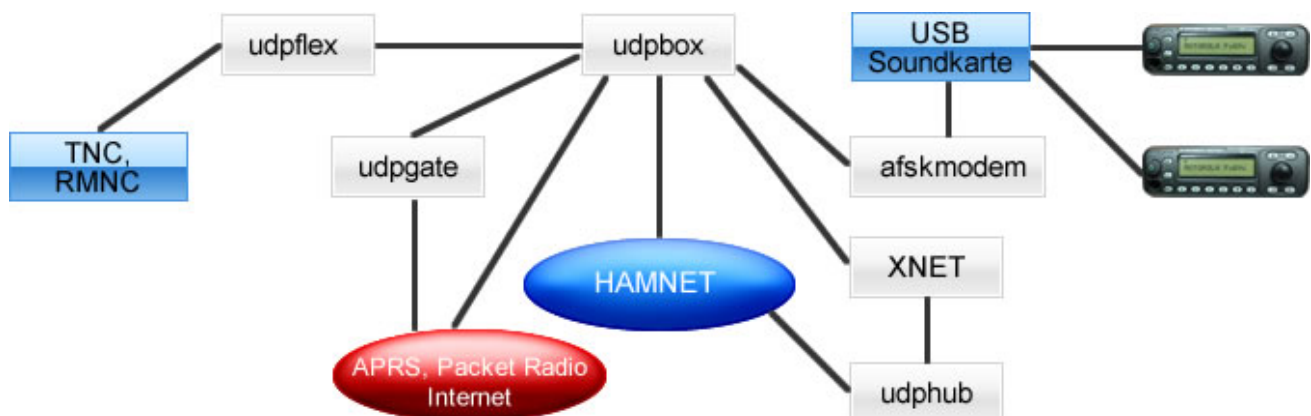 udpflex
udpbox
USB
Soundkarte
TNC,
RMNC
udpgate
afskmodem
HAMNET
XNET
APRS, Packet Radio
Internet
udphub